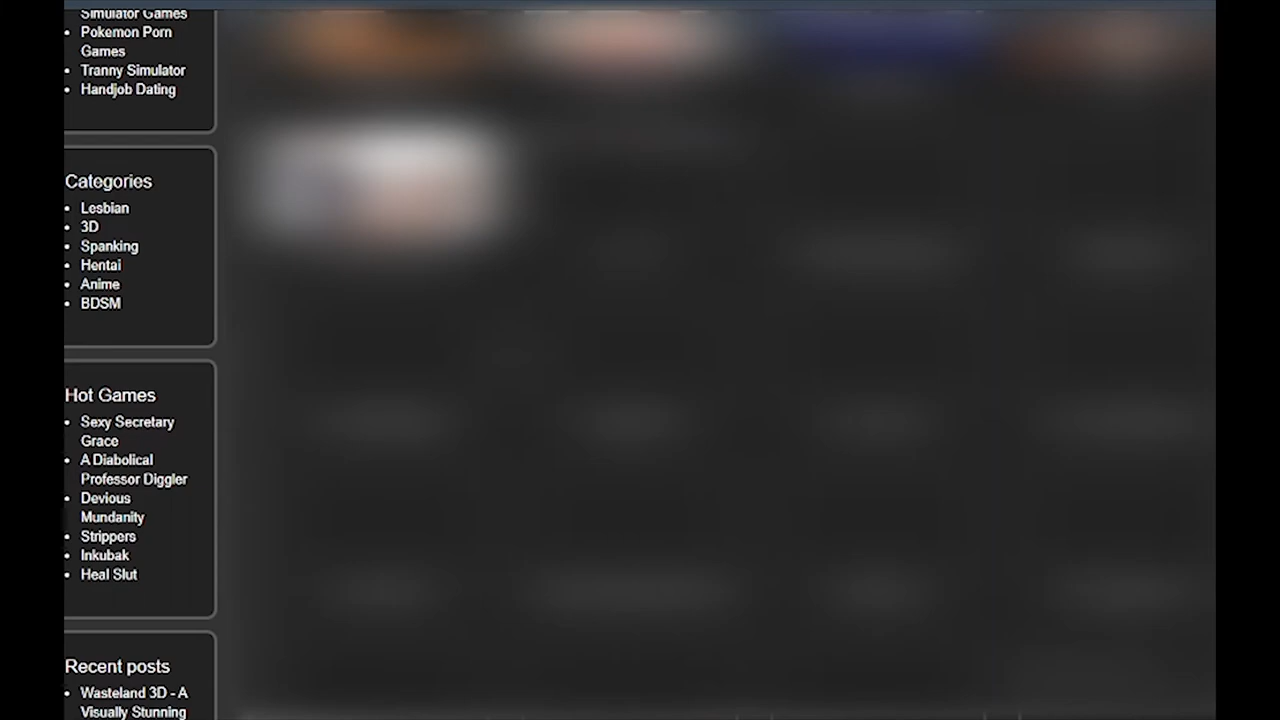 Simulator Games
Pokemon Porn
Games
Tranny Simulator
Handjob Dating
Categories
Lesbian
3D
Spanking
Hentai
Anime
BDSM
Hot Games
Sexy Secretary
Grace
A Diabolical
Professor Diggler
Devious
Mundanity
Strippers
Inkubak
Heal Slut
Recent posts
Wasteland 3D - A
Visually Stunning